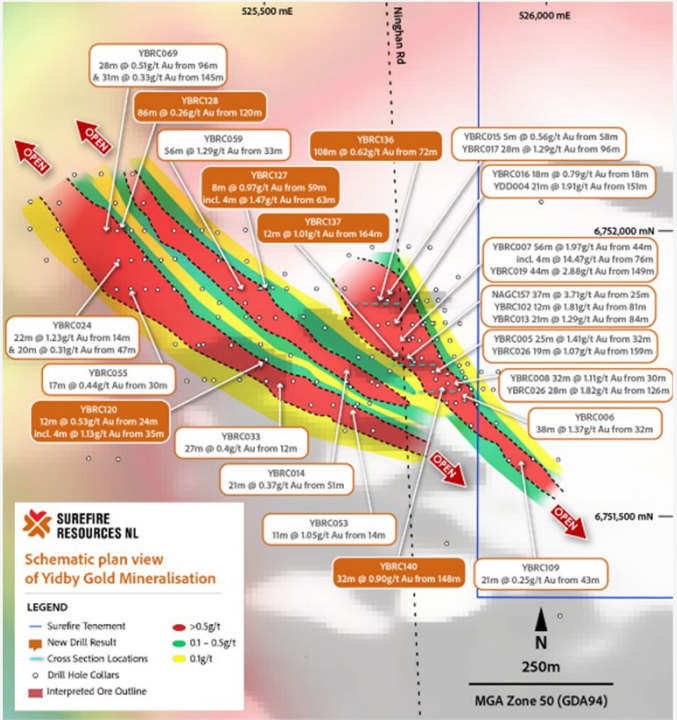 525,500 mE
526,000 mE
Ninghan Rd
YBRC069
28m @ 0.51g/t Au from 96m
& 31m @ 0.33g/t Au from 145m
YBRC128
86m @ 0.26g/t Au from 120m
OPEN
OPEN
YBRC059
56m @ 1.29g/t Au from 33m
YBRC136
108m @ 0.62g/t Au from 72m
YBRC015 5m @ 0.56g/t Au from 58m
YBRC017 28m @ 1.29g/t Au from 96m
YBRC127
8m @ 0.97g/t Au from 59m
incl. 4m @ 1.47g/t Au from 63m
YBRC016 18m @ 0.79g/t Au from 18m
YDD004 21m @ 1.91g/t Au from 151m
YBRC137
12m @ 1.01g/t Au from 164m
6,752,000 mN
YBRC007 56m @ 1.97g/t Au from 44m
incl. 4m @ 14.47g/t Au from 76m
YBRC019 44m @ 2.88g/t Au from 149m
NAGC157 37m @ 3.71g/t Au from 25m
YBRC102 12m @ 1.81g/t Au from 81m
YBRC013 21m @ 1.29g/t Au from 84m
YBRC024
22m @ 1.23g/t Au from 14m
& 20m @ 0.31g/t Au from 47m
YBRC005 25m @ 1.41g/t Au from 32m
YBRC026 19m @ 1.07g/t Au from 159m
YBRC055
17m @ 0.44g/t Au from 30m
YBRC008 32m @ 1.11g/t Au from 30m
YBRC026 28m @ 1.82g/t Au from 126m
YBRC120
12m @ 0.53g/t Au from 24m
incl. 4m @ 1.13g/t Au from 35m
YBRC006
38m @ 1.37g/t Au from 32m
YBRC033
27m @ 0.4g/t Au from 12m
OPEN
YBRC014
21m @ 0.37g/t Au from 51m
YBRC053
11m @ 1.05g/t Au from 14m
OPEN
6,751,500 mN
YBRC140
32m @ 0.90g/t Au from 148m
YBRC109
21m @ 0.25g/t Au from 43m
SUREFIRE
RESOURCES NL
Schematic plan view
of Yidby Gold Mineralisation
LEGEND
Surefire Tenement
New Drill Result
Cross Section Locations
Drill Hole Collars
Interpreted Ore Outline
>0.5g/t
0.1 – 0.5g/t
0.1g/t
N
250m
MGA Zone 50 (GDA94)